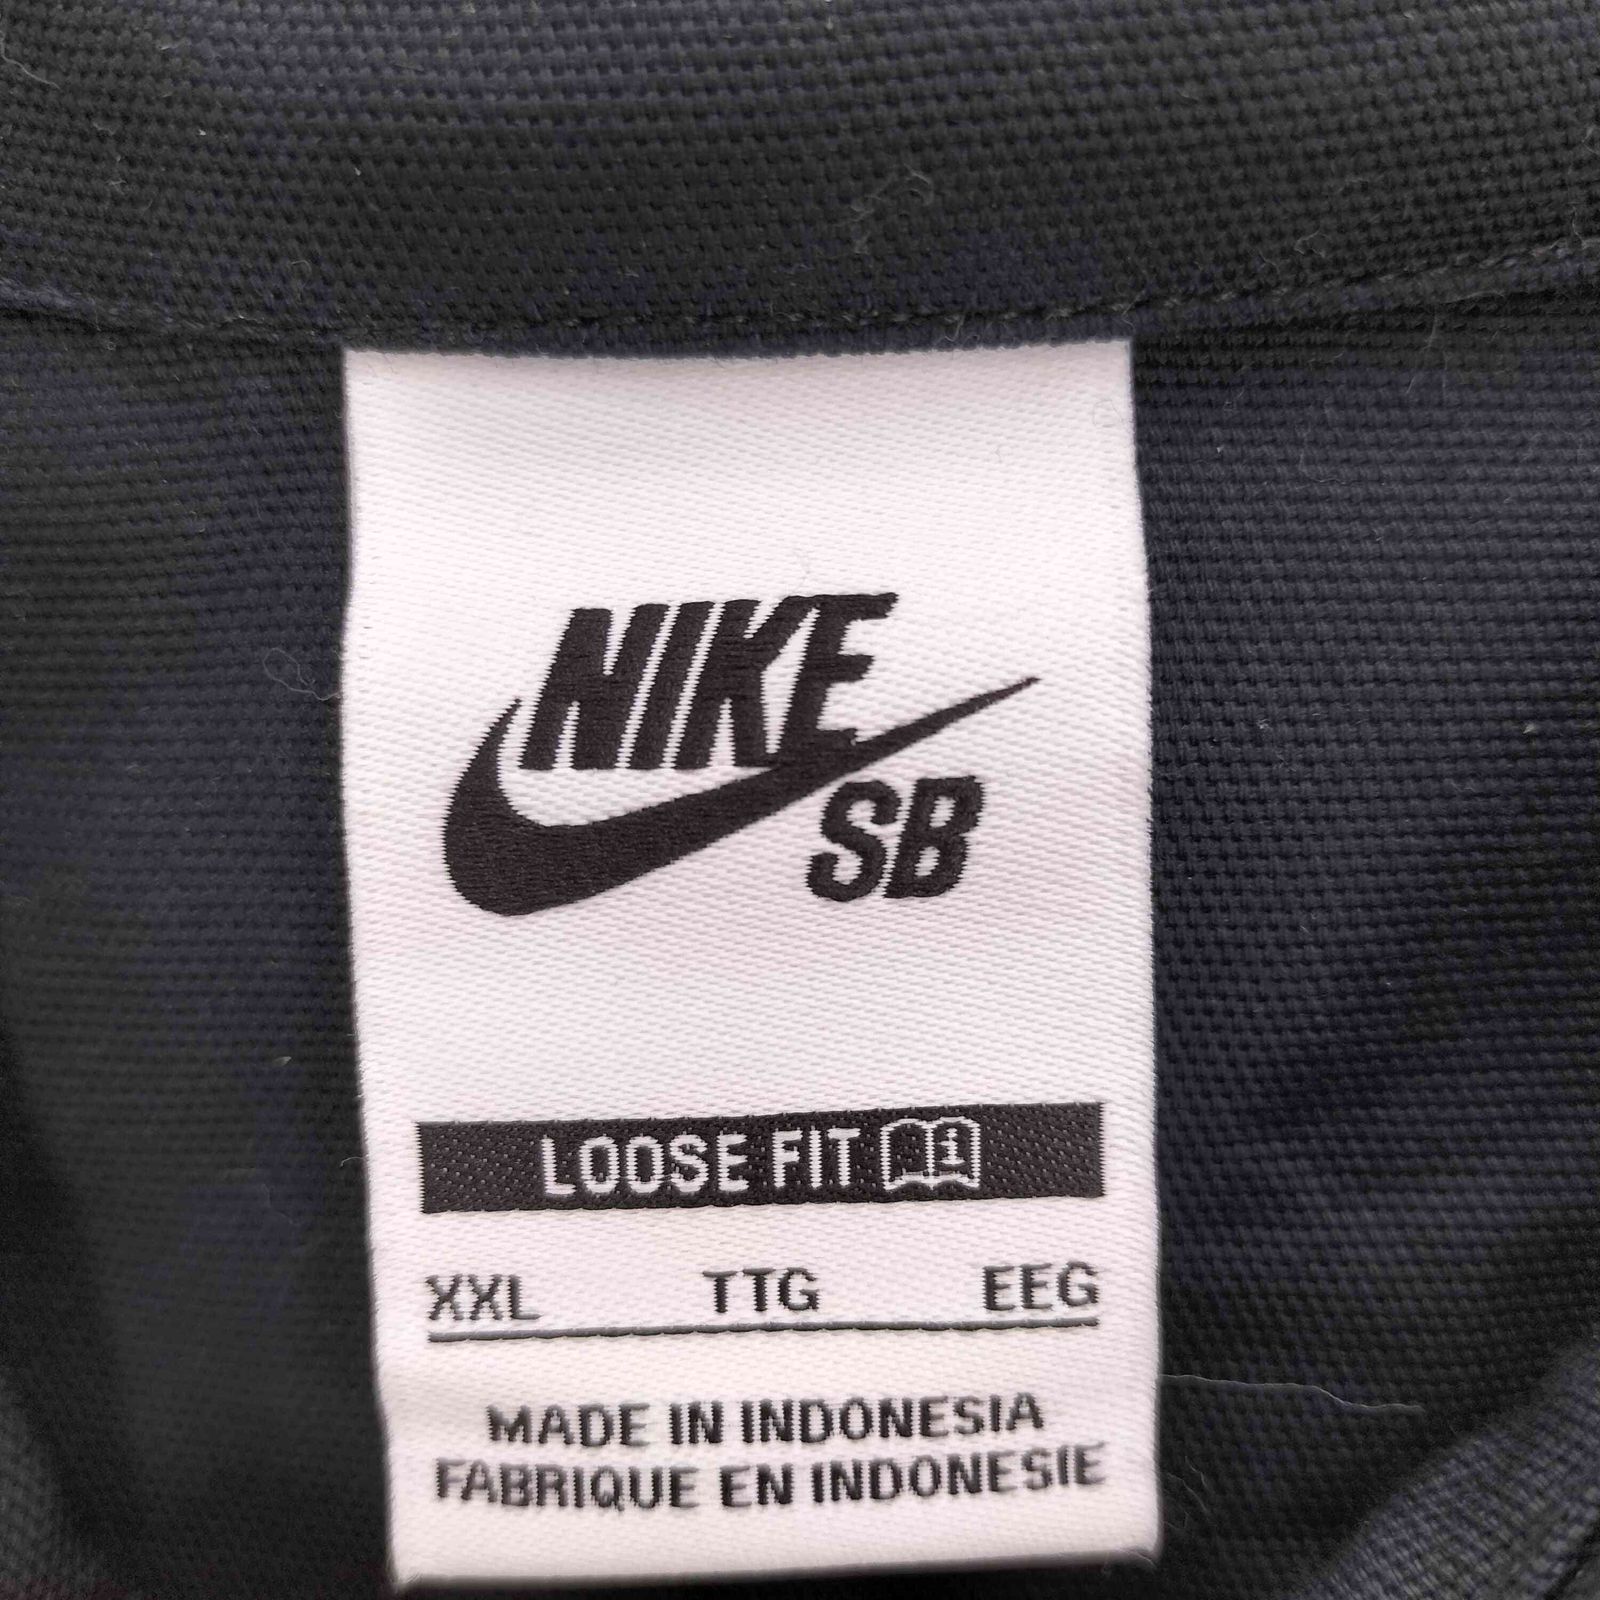 NIKE
SB
LOOSE FIT
XXL TTG EEG
MADE IN INDONESIA
FABRIQUE EN INDONESIE